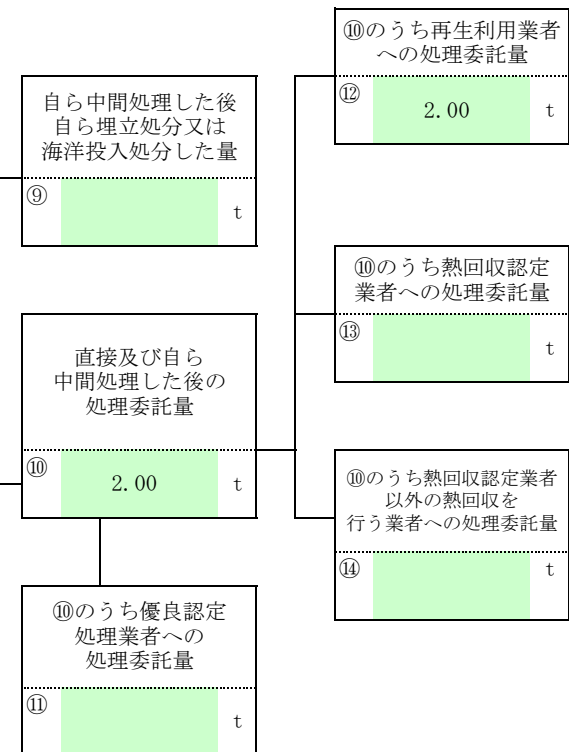 自ら中間処理した後
自ら埋立処分又は
海洋投入処分した量
⑨ t
直接及び自ら
中間処理した後の
処理委託量
⑩ 2.00 t
⑩のうち優良認定
処理業者への
処理委託量
⑪ t
⑩のうち再生利用業者
への処理委託量
⑫ 2.00 t
⑩のうち熱回収認定
業者への処理委託量
⑬ t
⑩のうち熱回収認定業者
以外の熱回収を
行う業者への処理委託量
⑭ t